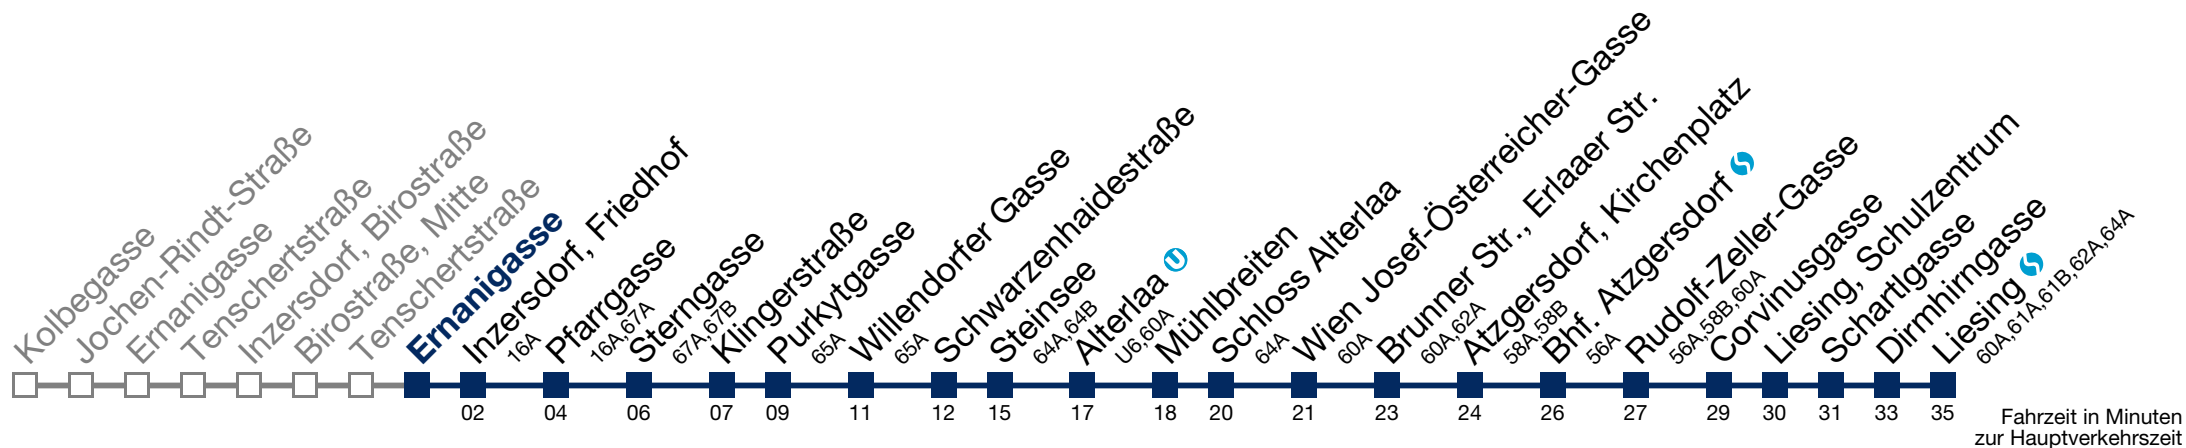 Kolbegasse
Jochen-Rindt-Straße
Ernanigasse
Tenschertstraße
Inzersdorf, Birostraße
Birostraße, Mitte
Tenschertstraße
Ernanigasse
Inzersdorf, Friedhof
16A
Pfarrgasse
16A,67A
Sterngasse
67A,67B
Klingerstraße
Purkytgasse
65A
Willendorfer Gasse
65A
Schwarzenhaidestraße
Steinsee
64A,64B
Alterlaa U
U6,60A
Mühlbreiten
Schloss Alterlaa
64A
Wien Josef-Österreicher-Gasse
60A
Brunner Str., Erlaaer Str.
60A,62A
Atzgersdorf, Kirchenplatz
58A,58B
Bhf. Atzgersdorf S
56A
Rudolf-Zeller-Gasse
56A,58B,60A
Corvinusgasse
Liesing, Schulzentrum
Schartlgasse
Dirmhirngasse
Liesing S
60A,61A,61B,62A,64A
02 04 06 07 09 11 12 15 17 18 20 21 23 24 26 27 29 30 31 33 35
Fahrzeit in Minuten
zur Hauptverkehrszeit